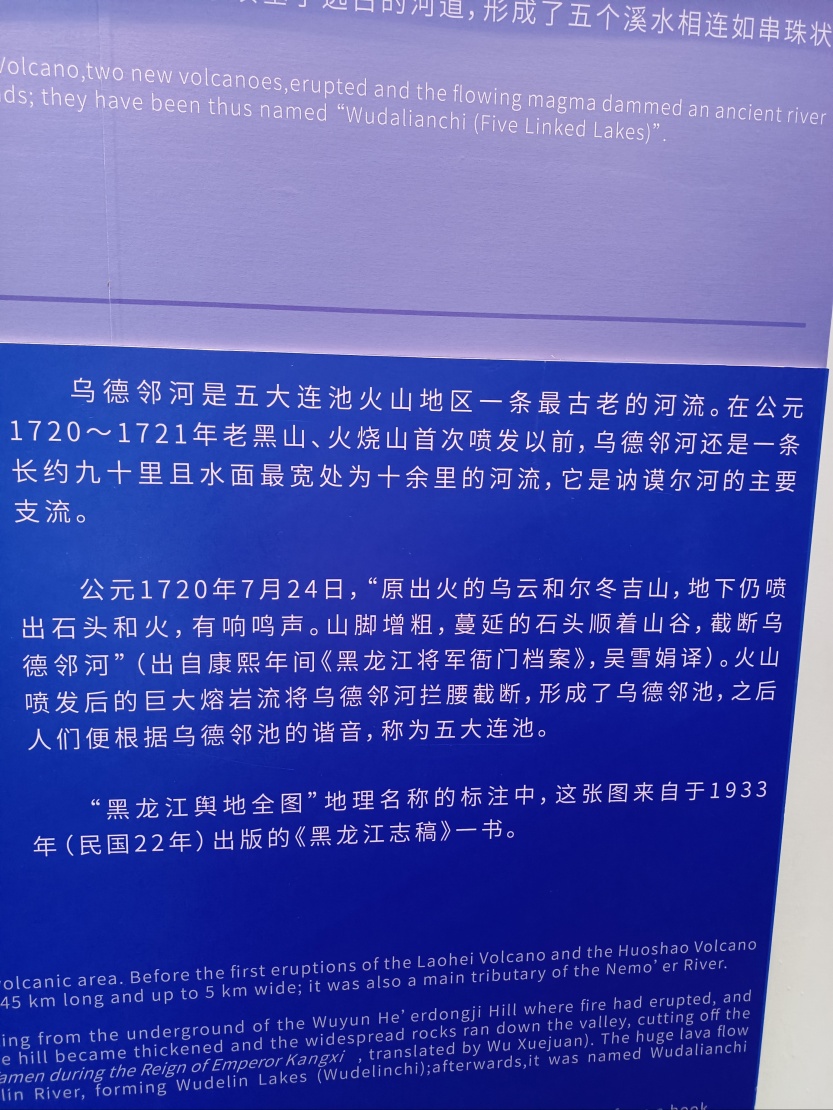 了远古的河道，形成了五个溪水相连如串珠状
Volcano,two new volcanoes,erupted and the flowing magma dammed an ancient river
ds; they have been thus named “Wudalianchi (Five Linked Lakes)”.
乌德邻河是五大连池火山地区一条最古老的河流。在公元
1720～1721年老黑山、火烧山首次喷发以前，乌德邻河还是一条
长约九十里且水面最宽处为十余里的河流，它是讷谟尔河的主要
支流。
公元1720年7月24日，“原出火的乌云和尔冬吉山，地下仍喷
出石头和火，有响鸣声。山脚增粗，蔓延的石头顺着山谷，截断乌
德邻河”（出自康熙年间《黑龙江将军衙门档案》，吴雪娟译）。火山
喷发后的巨大熔岩流将乌德邻河拦腰截断，形成了乌德邻池，之后
人们便根据乌德邻池的谐音，称为五大连池。
“黑龙江舆地全图”地理名称的标注中，这张图来自于1933
年（民国22年）出版的《黑龙江志稿》一书。
volcanic area. Before the first eruptions of the Laohei Volcano and the Huoshao Volcano
45 km long and up to 5 km wide; it was also a main tributary of the Nemo’er River.
ing from the underground of the Wuyun He’erdongji Hill where fire had erupted, and
e hill became thickened and the widespread rocks ran down the valley, cutting off the
amen during the Reign of Emperor Kangxi , translated by Wu Xuejuan). The huge lava flow
lin River, forming Wudelin Lakes (Wudelinchi);afterwards,it was named Wudalianchi
book